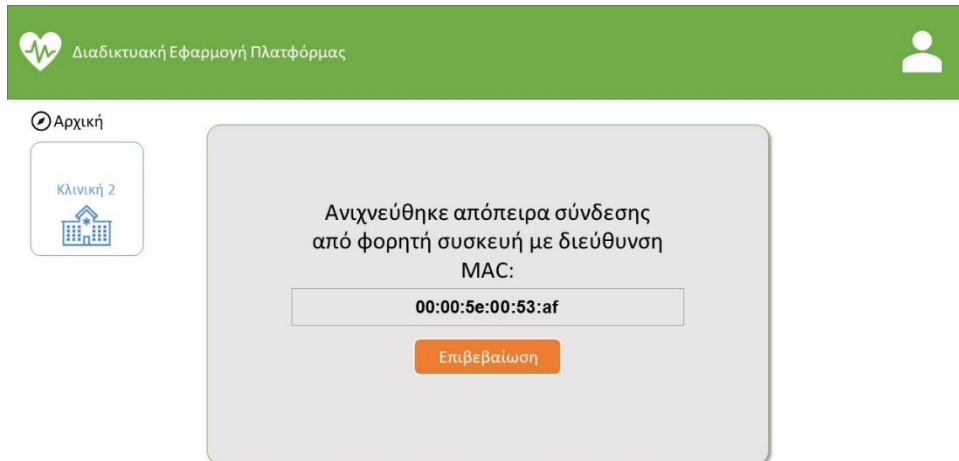 Διαδικτυακή Εφαρμογή Πλατφόρμας
Αρχική
Κλινική 2
Ανιχνεύθηκε απόπειρα σύνδεσης
από φορητή συσκευή με διεύθυνση
MAC:
00:00:5e:00:53:af
Επιβεβαίωση